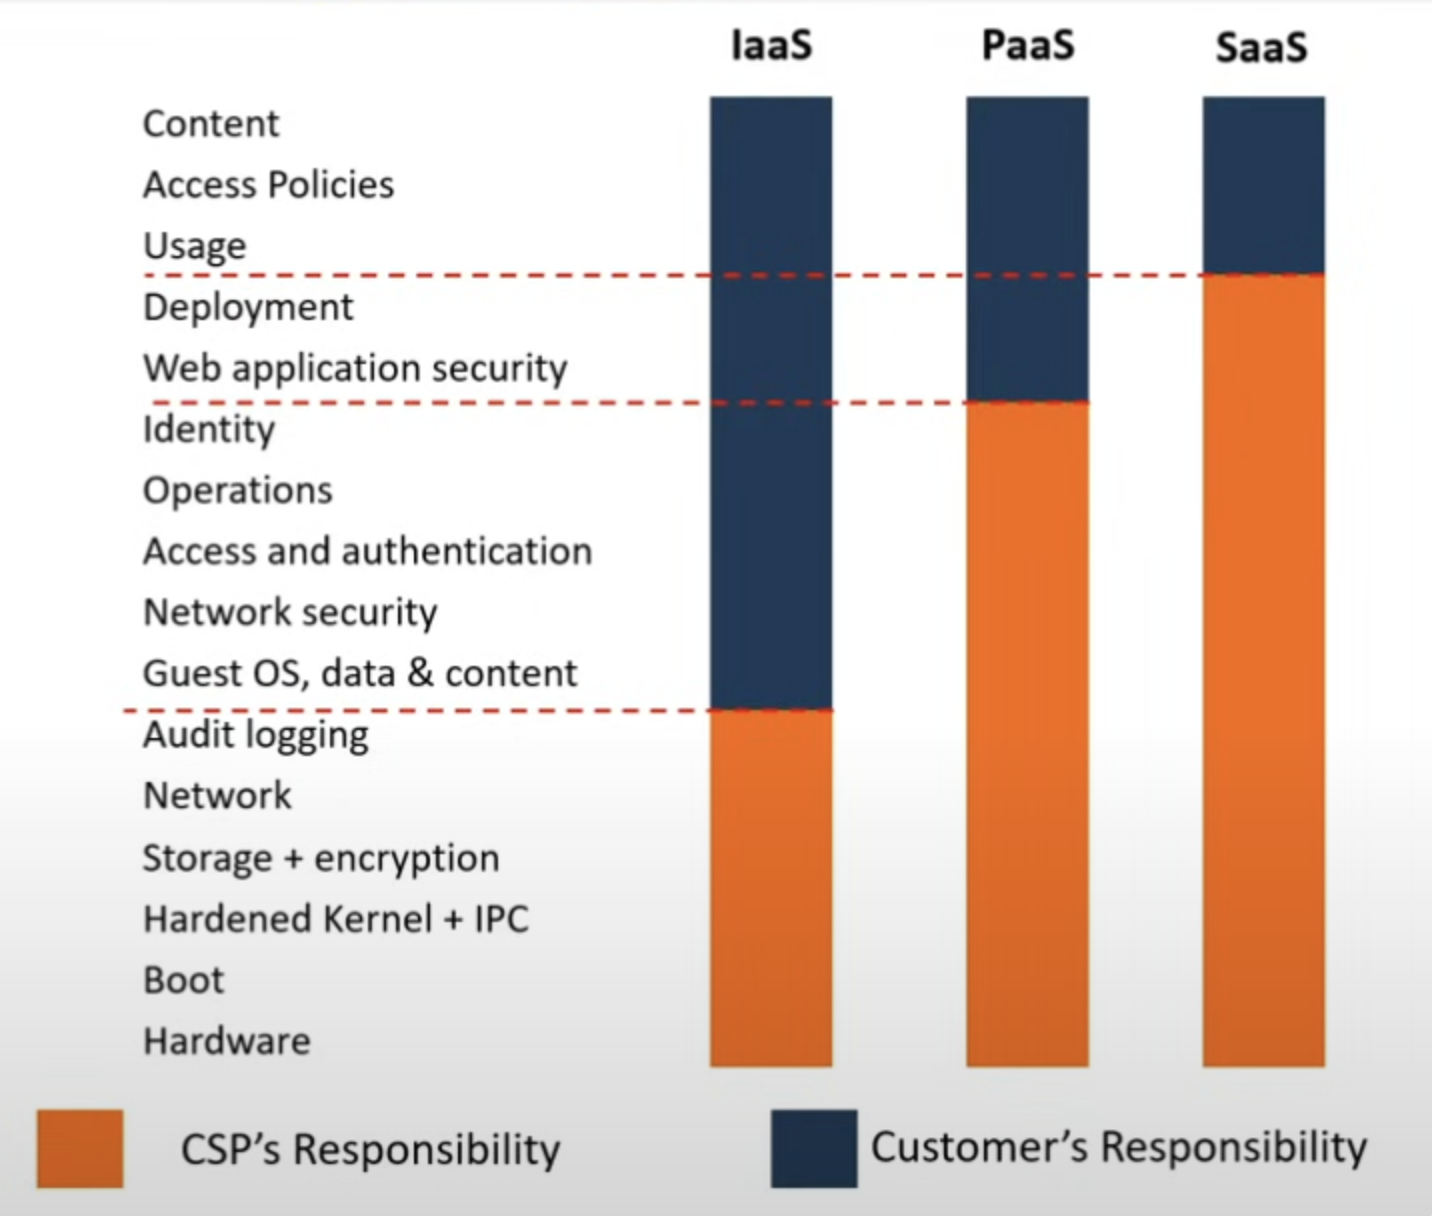 IaaS PaaS SaaS
Content
Access Policies
Usage
Deployment
Web application security
Identity
Operations
Access and authentication
Network security
Guest OS, data & content
Audit logging
Network
Storage + encryption
Hardened Kernel + IPC
Boot
Hardware
CSP’s Responsibility
Customer’s Responsibility